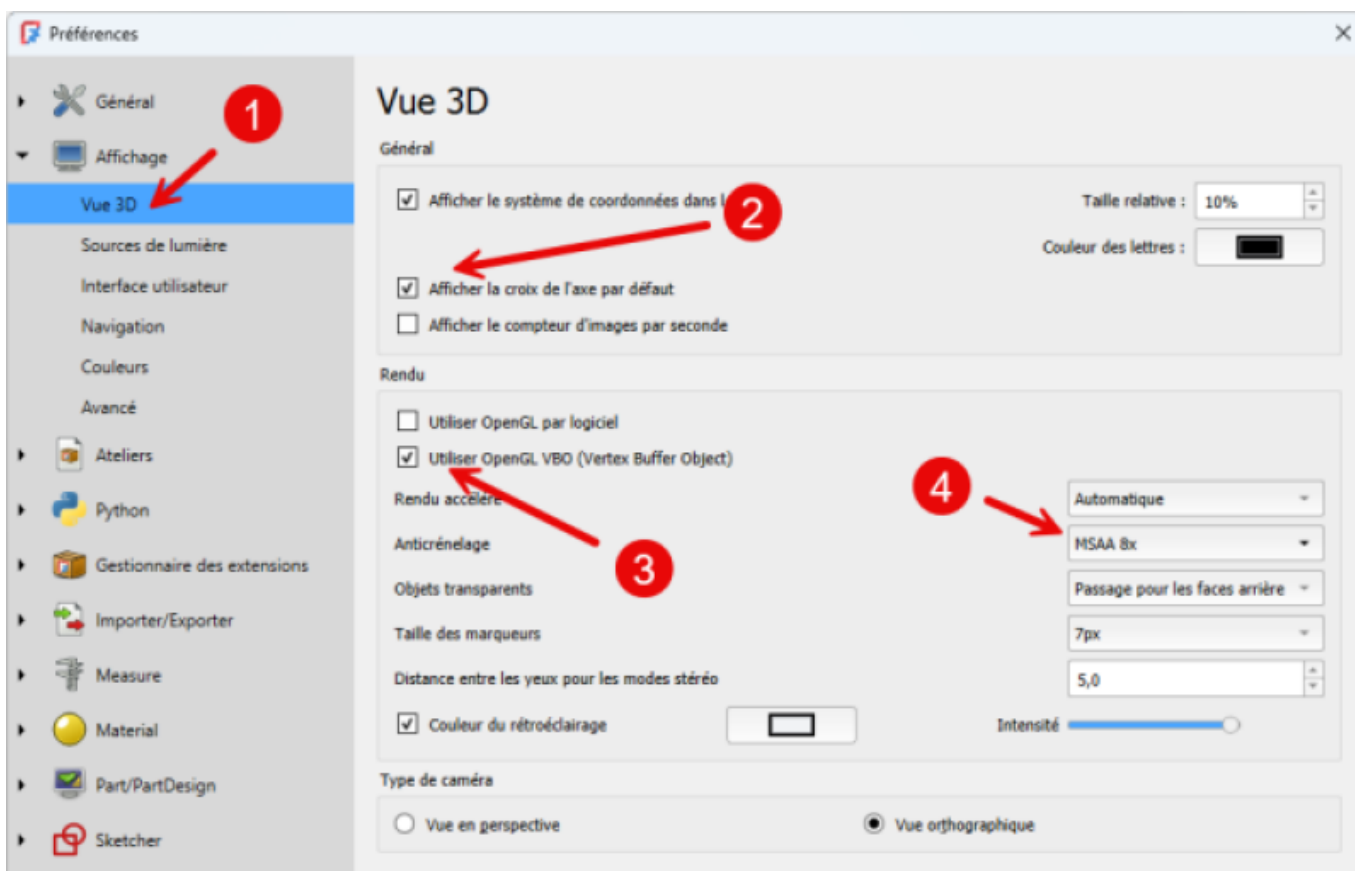 Préférences
Général
1
Affichage
Vue 3D
Sources de lumière
Interface utilisateur
Navigation
Couleurs
Avancé
Ateliers
Python
Gestionnaire des extensions
Importer/Exporter
Measure
Material
Part/PartDesign
Sketcher
Vue 3D
Général
Afficher le système de coordonnées dans
2
Taille relative :
10%
Couleur des lettres :
Afficher la croix de l'axe par défaut
Afficher le compteur d'images par seconde
Rendu
Utiliser OpenGL par logiciel
Utiliser OpenGL VBO (Vertex Buffer Object)
Rendu accéléré
Automatique
4
Anticrénelage
MSAA 8x
3
Objets transparents
Passage pour les faces arrière
Taille des marqueurs
7px
Distance entre les yeux pour les modes stéréo
5,0
Couleur du rétroéclairage
Intensité
Type de caméra
Vue en perspective
Vue orthographique